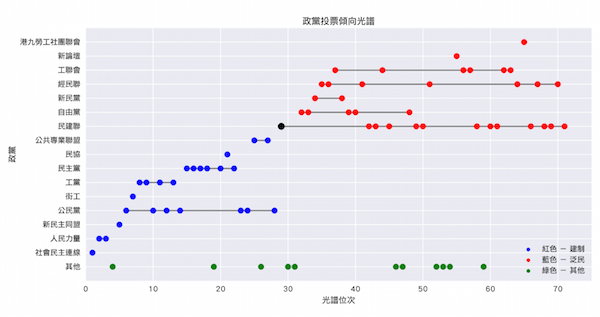 政黨投票傾向光譜
港九勞工社團聯會
新論壇
工聯會
經民聯
新民黨
自由黨
民建聯
公共專業聯盟
民協
民主黨
工黨
街工
公民黨
新民主同盟
人民力量
社會民主連線
其他
政黨
紅色 － 建制
藍色 － 泛民
綠色 － 其他
0 10 20 30 40 50 60 70
光譜位次